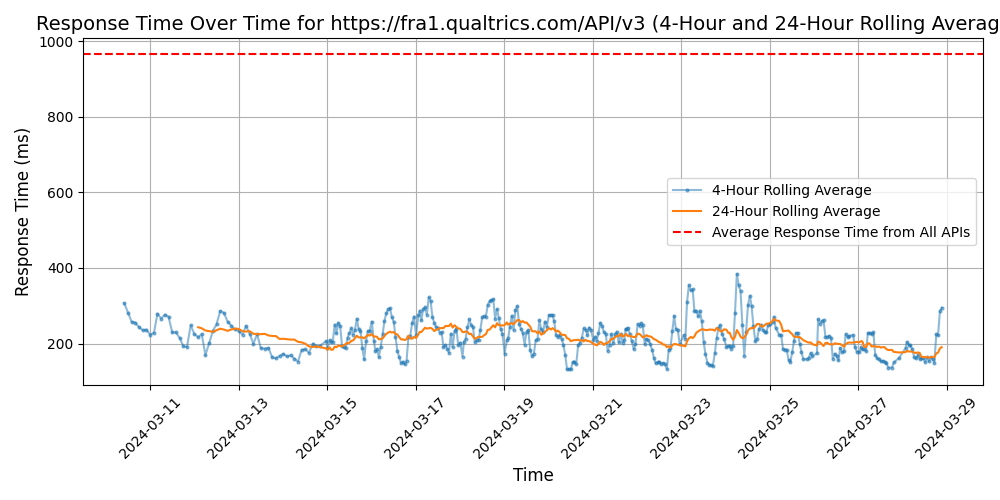 Response Time Over Time for https://fra1.qualtrics.com/API/v3 (4-Hour and 24-Hour Rolling Averag
Response Time (ms)
1000
800
600
400
200
4-Hour Rolling Average
24-Hour Rolling Average
Average Response Time from All APIs
2024-03-11
2024-03-13
2024-03-15
2024-03-17
2024-03-19
2024-03-21
2024-03-23
2024-03-25
2024-03-27
2024-03-29
Time